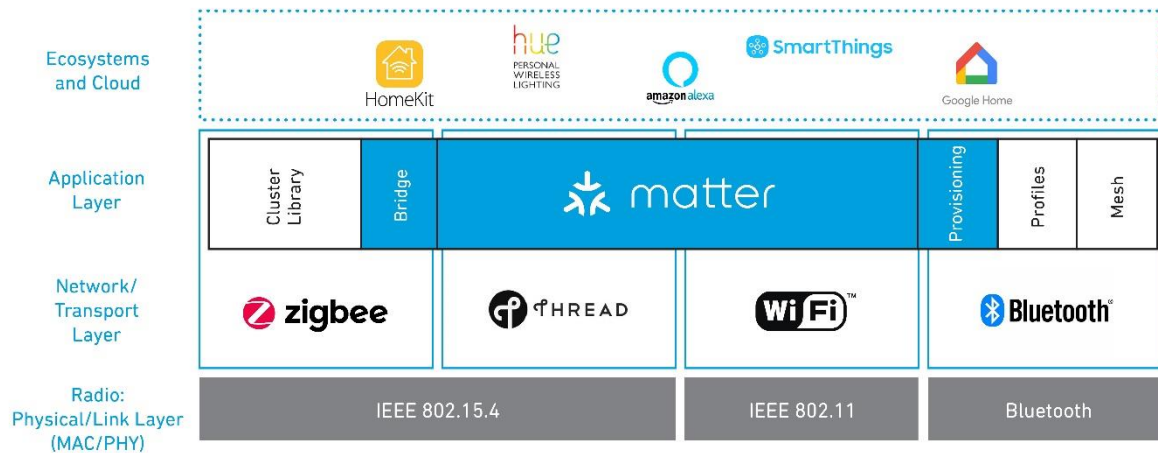 Ecosystems
and Cloud
HomeKit
hue
PERSONAL
WIRELESS
LIGHTING
amazon alexa
SmartThings
Google Home
Application
Layer
Cluster
Library
Bridge
matter
Provisioning
Profiles
Mesh
Network/
Transport
Layer
zigbee
THREAD
WiFi™
Bluetooth®
Radio:
Physical/Link Layer
(MAC/PHY)
IEEE 802.15.4
IEEE 802.11
Bluetooth